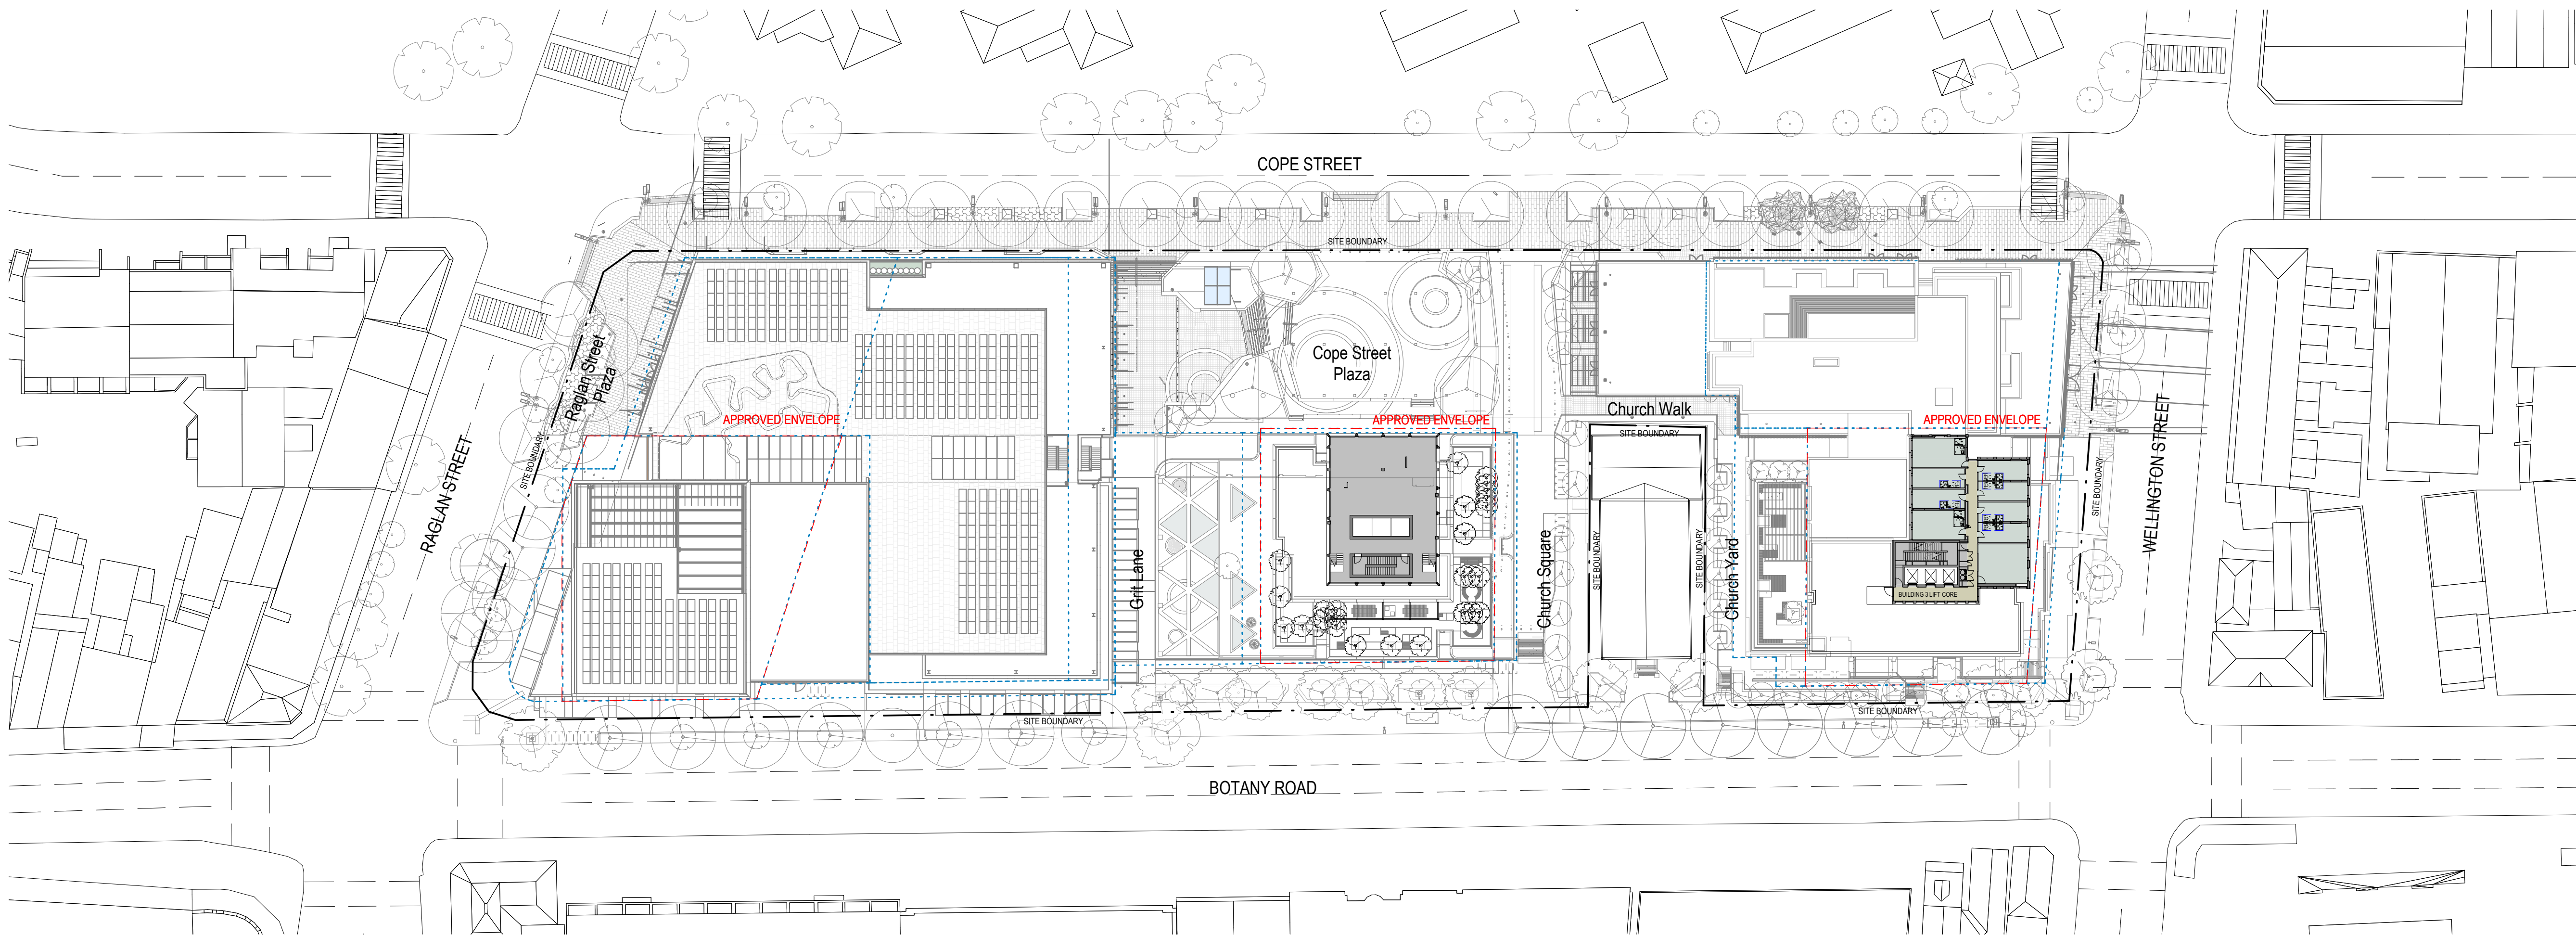 COPE STREET
SITE BOUNDARY
Raglan Street
Plaza
Cope Street
Plaza
APPROVED ENVELOPE
APPROVED ENVELOPE
Church Walk
APPROVED ENVELOPE
SITE BOUNDARY
RAGLAN STREET
SITE BOUNDARY
Grit Lane
Church Square
SITE BOUNDARY
SITE BOUNDARY
Church Yard
BUILDING 3 LIFT CORE
SITE BOUNDARY
WELLINGTON STREET
SITE BOUNDARY
SITE BOUNDARY
BOTANY ROAD